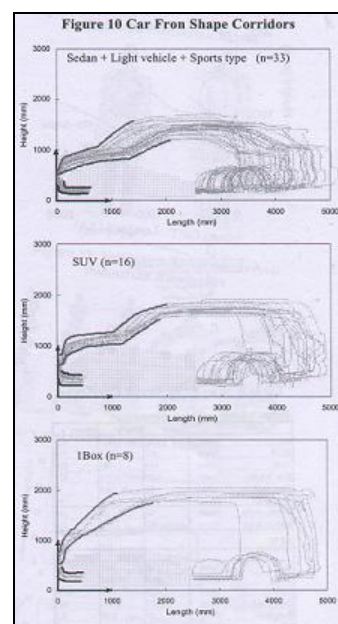 Figure 10 Car Fron Shape Corridors
Sedan + Light vehicle + Sports type (n=33)
3000
2000
1000
0
Height (mm)
0 1000 2000 3000 4000 5000
Length (mm)
SUV (n=16)
3000
2000
1000
0
Height (mm)
0 1000 2000 3000 4000 5000
Length (mm)
1Box (n=8)
3000
2000
1000
0
Height (mm)
0 1000 2000 3000 4000 5000
Length (mm)